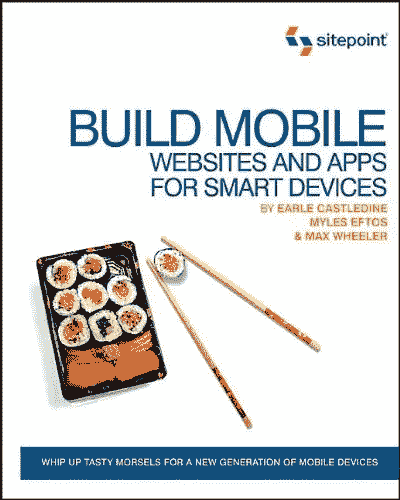 sitepoint
BUILD MOBILE
WEBSITES AND APPS
FOR SMART DEVICES
BY EARLE CASTLEDINE
MYLES EFTOS
& MAX WHEELER
WHIP UP TASTY MORSELS FOR A NEW GENERATION OF MOBILE DEVICES